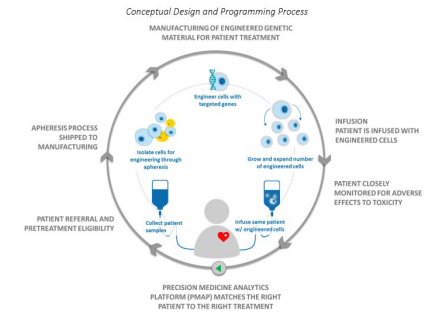 Conceptual Design and Programming Process
MANUFACTURING OF ENGINEERED GENETIC
MATERIAL FOR PATIENT TREATMENT
Engineer cells with
targeted genes
APHERESIS PROCESS
SHIPPED TO
MANUFACTURING
Isolate cells for
engineering through
apheresis
Grow and expand number
of engineered cells
INFUSION
PATIENT IS INFUSED WITH
ENGINEERED CELLS
PATIENT CLOSELY
MONITORED FOR ADVERSE
EFFECTS TO TOXICITY
PATIENT REFERRAL AND
PRETREATMENT ELIGIBILITY
Collect patient
samples
Infuse same patient
w/ engineered cells
PRECISION MEDICINE ANALYTICS
PLATFORM (PMAP) MATCHES THE RIGHT
PATIENT TO THE RIGHT TREATMENT